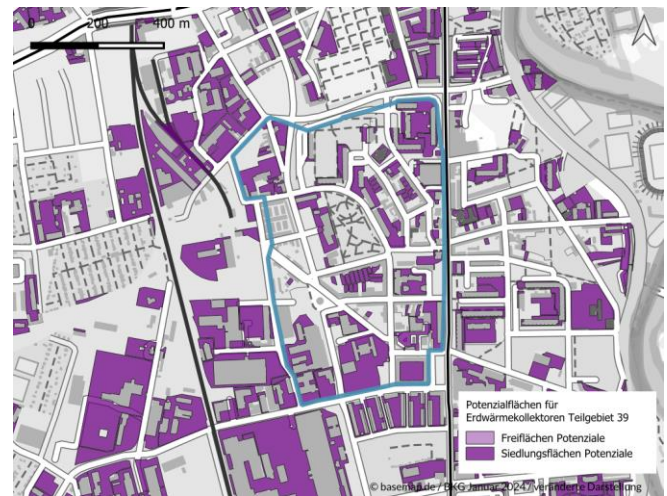 0 200 400 m
Potenzialflächen für
Erdwärmekollektoren Teilgebiet 39
Freiflächen Potenziale
Siedlungsflächen Potenziale
© basemap.de / BKG Januar 2024 / veränderte Darstellung